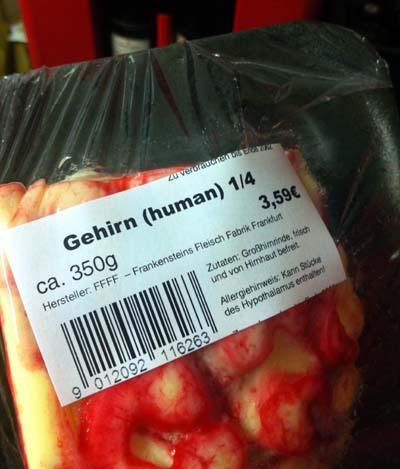 Zu verbrauchen bis Ende 2062
Gehirn (human) 1/4
ca. 350g
3,59€
Hersteller: FFFF – Frankensteins Fleisch Fabrik Frankfurt
Zutaten: Großhirnrinde, frisch
und von Hirnhaut befreit.
Allergiehinweis: Kann Stücke
des Hypothalamus enthalten!
9 012092 116263